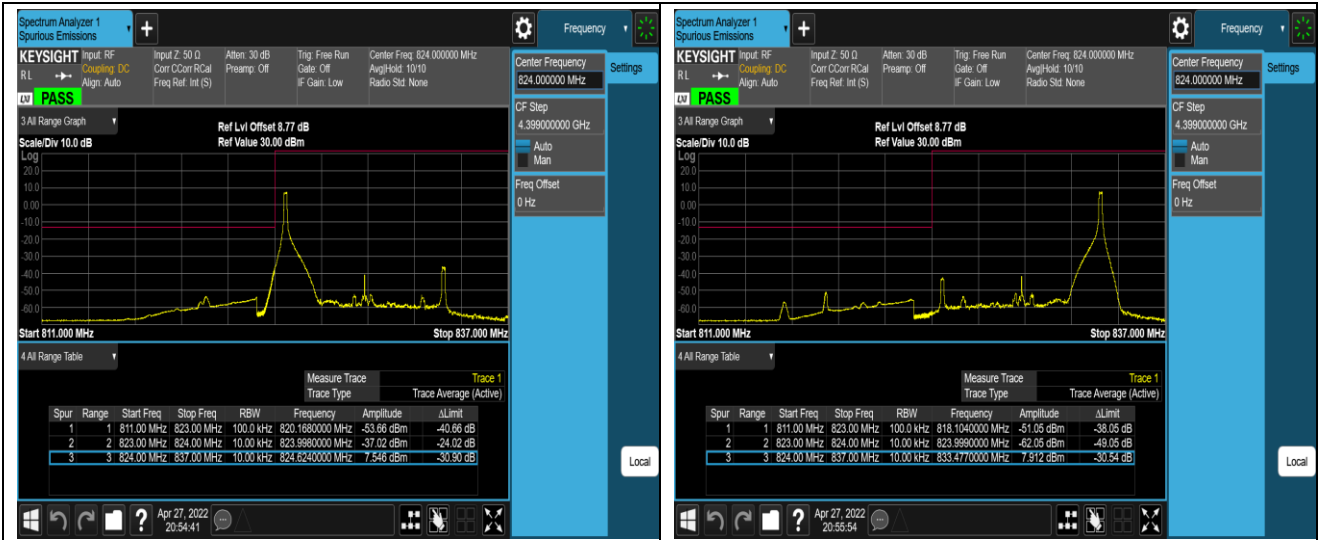 Spectrum Analyzer 1
Spurious Emissions
+
Frequency
KEYSIGHT Input: RF Input Z: 50 Ω Atten: 30 dB Trig: Free Run Center Freq: 824.000000 MHz
Coupling: DC Corr CCorr RCal Preamp: Off Gate: Off Avg|Hold: 10/10
RL Align: Auto Freq Ref: Int (S) IF Gain: Low Radio Std: None
LXI PASS
Center Frequency
824.000000 MHz
Settings
CF Step
4.399000000 GHz
Auto
Man
Freq Offset
0 Hz
3 All Range Graph
Ref Lvl Offset 8.77 dB
Scale/Div 10.0 dB Ref Value 30.00 dBm
Log
20.0
10.0
0.00
-10.0
-20.0
-30.0
-40.0
-50.0
-60.0
Start 811.000 MHz Stop 837.000 MHz
4 All Range Table
Measure Trace Trace 1
Trace Type Trace Average (Active)
Spur Range Start Freq Stop Freq RBW Frequency Amplitude ΔLimit
1 1 811.00 MHz 823.00 MHz 100.0 kHz 820.1680000 MHz -53.66 dBm -40.66 dB
2 2 823.00 MHz 824.00 MHz 10.00 kHz 823.9980000 MHz -37.02 dBm -24.02 dB
3 3 824.00 MHz 837.00 MHz 10.00 kHz 824.6240000 MHz 7.546 dBm -30.90 dB
Local
? Apr 27, 2022
20:54:41
Spectrum Analyzer 1
Spurious Emissions
+
Frequency
KEYSIGHT Input: RF Input Z: 50 Ω Atten: 30 dB Trig: Free Run Center Freq: 824.000000 MHz
Coupling: DC Corr CCorr RCal Preamp: Off Gate: Off Avg|Hold: 10/10
RL Align: Auto Freq Ref: Int (S) IF Gain: Low Radio Std: None
LXI PASS
Center Frequency
824.000000 MHz
Settings
CF Step
4.399000000 GHz
Auto
Man
Freq Offset
0 Hz
3 All Range Graph
Ref Lvl Offset 8.77 dB
Scale/Div 10.0 dB Ref Value 30.00 dBm
Log
20.0
10.0
0.00
-10.0
-20.0
-30.0
-40.0
-50.0
-60.0
Start 811.000 MHz Stop 837.000 MHz
4 All Range Table
Measure Trace Trace 1
Trace Type Trace Average (Active)
Spur Range Start Freq Stop Freq RBW Frequency Amplitude ΔLimit
1 1 811.00 MHz 823.00 MHz 100.0 kHz 818.1040000 MHz -51.05 dBm -38.05 dB
2 2 823.00 MHz 824.00 MHz 10.00 kHz 823.9990000 MHz -62.05 dBm -49.05 dB
3 3 824.00 MHz 837.00 MHz 10.00 kHz 833.4770000 MHz 7.912 dBm -30.54 dB
Local
? Apr 27, 2022
20:55:54